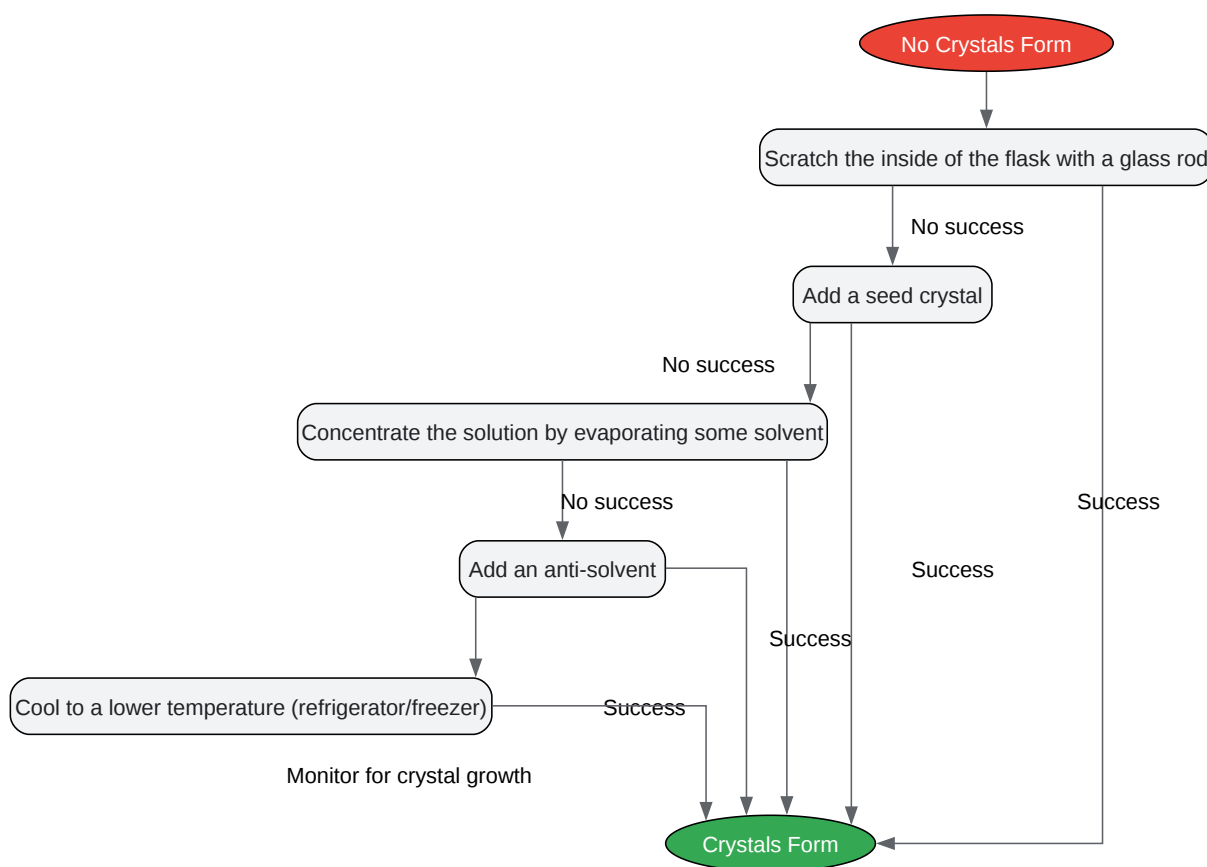 No Crystals Form
Scratch the inside of the flask with a glass rod
No success
Add a seed crystal
No success
Concentrate the solution by evaporating some solvent
No success
Success
Add an anti-solvent
Success
Success
Cool to a lower temperature (refrigerator/freezer)
Success
Monitor for crystal growth
Crystals Form